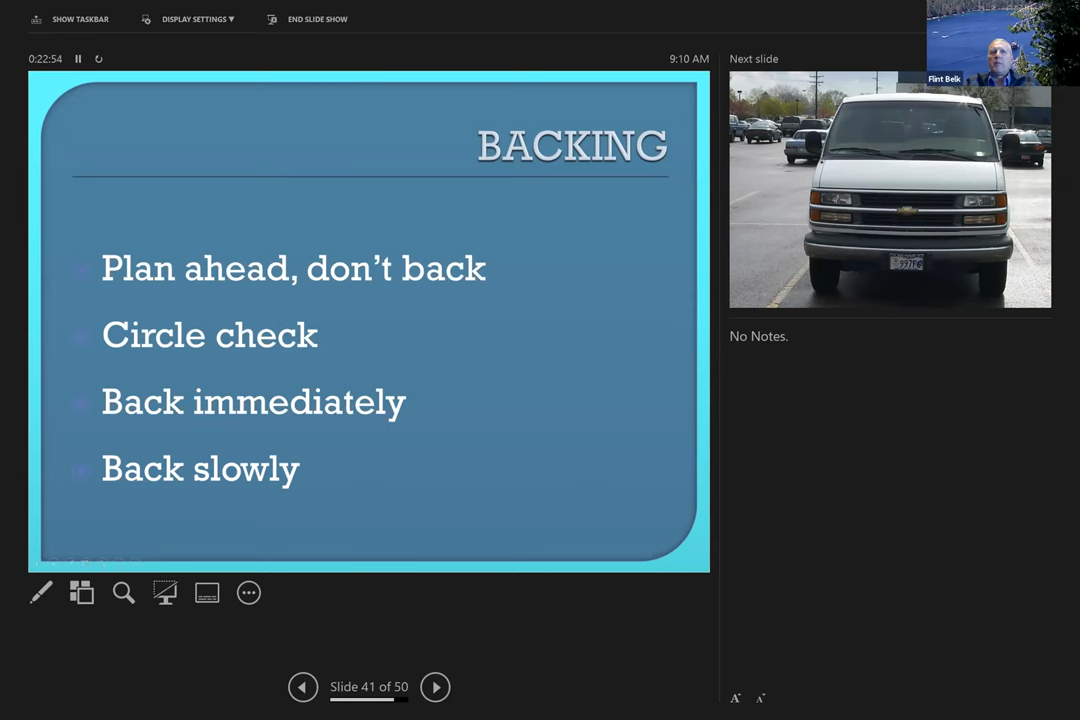 SHOW TASKBAR
DISPLAY SETTINGS ▼
END SLIDE SHOW
0:22:54
9:10 AM
Next slide
Flint Belk
BACKING
Plan ahead, don't back
Circle check
Back immediately
Back slowly
No Notes.
Slide 41 of 50
A
A